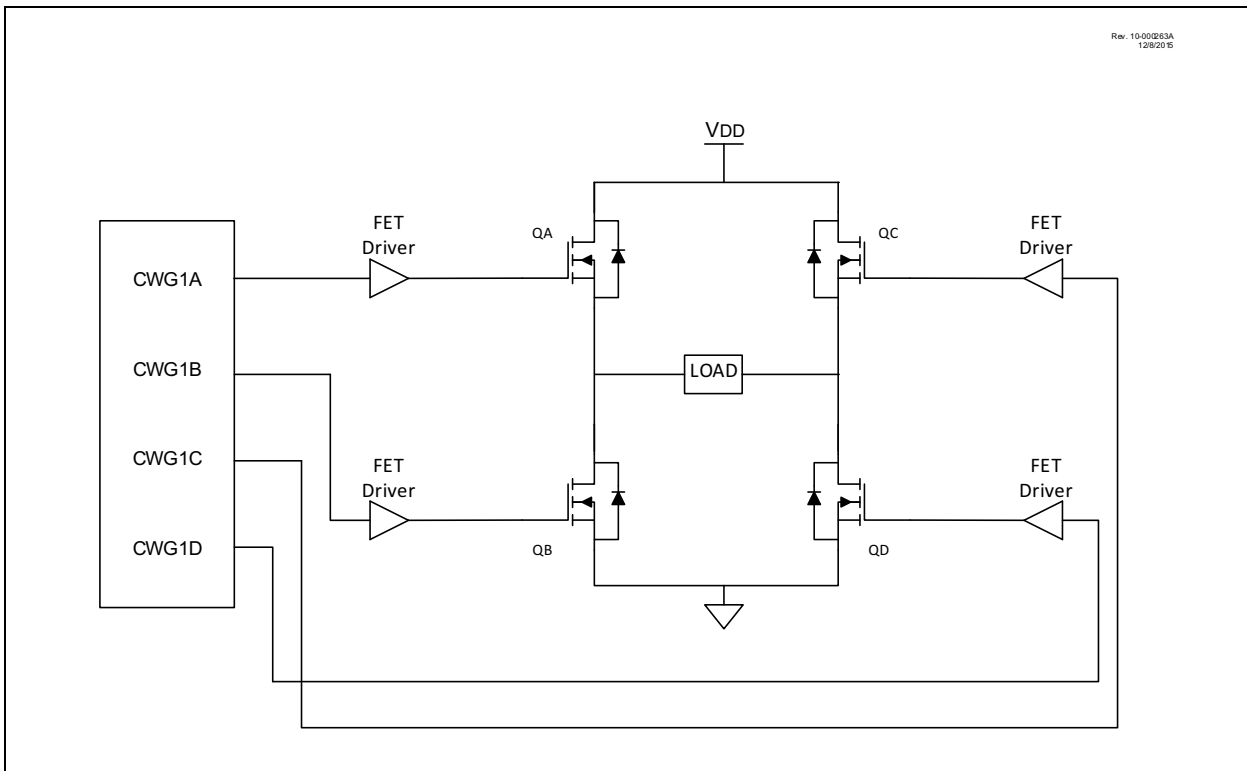 Rev. 10-000263A
12/8/2015
VDD
FET
Driver
QA
QC
FET
Driver
CWG1A
CWG1B
LOAD
CWG1C
FET
Driver
FET
Driver
CWG1D
QB
QD